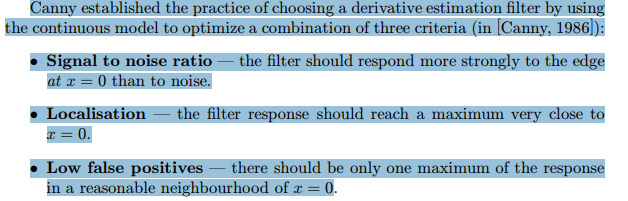 Canny established the practice of choosing a derivative estimation filter by using
the continuous model to optimize a combination of three criteria (in [Canny, 1986]):
• Signal to noise ratio — the filter should respond more strongly to the edge
at x = 0 than to noise.
• Localisation — the filter response should reach a maximum very close to
x = 0.
• Low false positives — there should be only one maximum of the response
in a reasonable neighbourhood of x = 0.